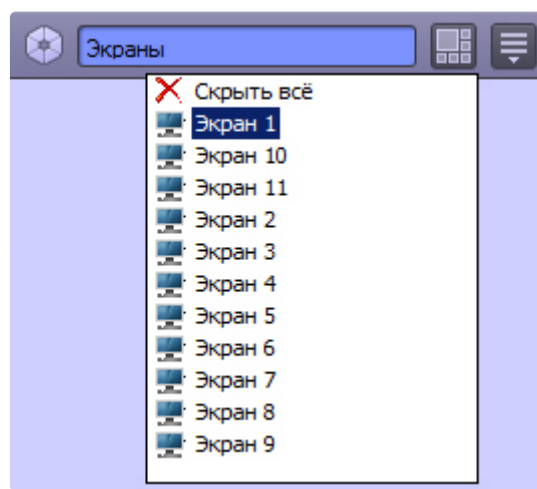 Экраны
Скрыть всё
Экран 1
Экран 10
Экран 11
Экран 2
Экран 3
Экран 4
Экран 5
Экран 6
Экран 7
Экран 8
Экран 9